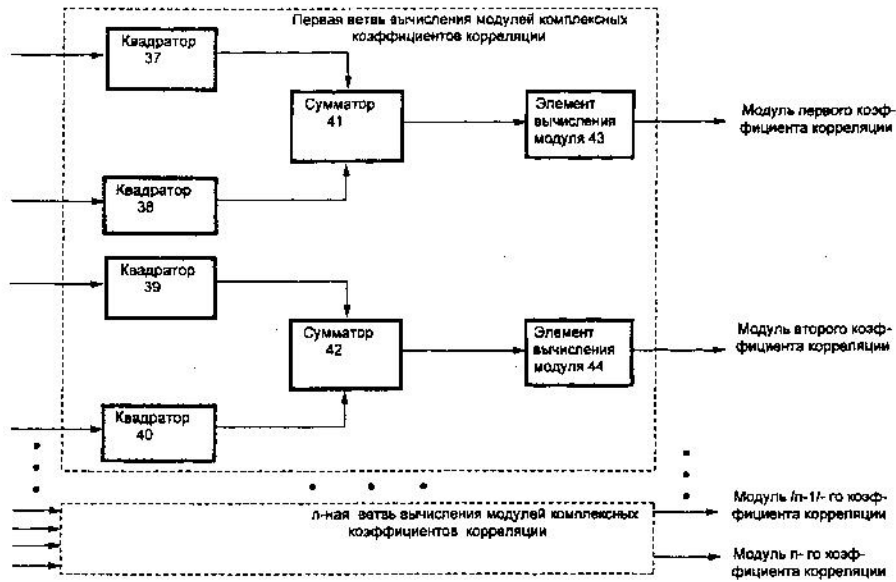 Первая ветвь вычисления модулей комплексных
коэффициентов корреляции
Квадратор
37
Сумматор
41
Элемент
вычисления
модуля 43
Модуль первого коэф-
фициента корреляции
Квадратор
38
Квадратор
39
Сумматор
42
Элемент
вычисления
модуля 44
Модуль второго коэф-
фициента корреляции
Квадратор
40
л-ная ветвь вычисления модулей комплексных
коэффициентов корреляции
Модуль /п-1/- го коэф-
фициента корреляции
Модуль п- го коэф-
фициента корреляции